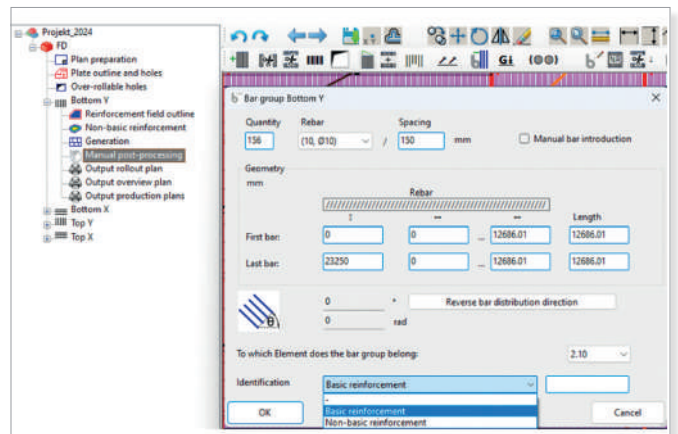 Projekt_2024
FD
Plan preparation
Plate outline and holes
Over-rollable holes
Bottom Y
Reinforcement field outline
Non-basic reinforcement
Generation
Manual post-processing
Output rollout plan
Output overview plan
Output production plans
Bottom X
Top Y
Top X
Bar group Bottom Y
Quantity Rebar Spacing
156 (10, Ø10) / 150 mm Manual bar introduction
Geometry
mm
Rebar
Length
First bar: 0 0 ... 12686.01 12686.01
Last bar: 23250 0 ... 12686.01 12686.01
0 ° Reverse bar distribution direction
0 rad
To which Element does the bar group belong: 2.10
Identification Basic reinforcement
-
Basic reinforcement
Non-basic reinforcement
OK Cancel